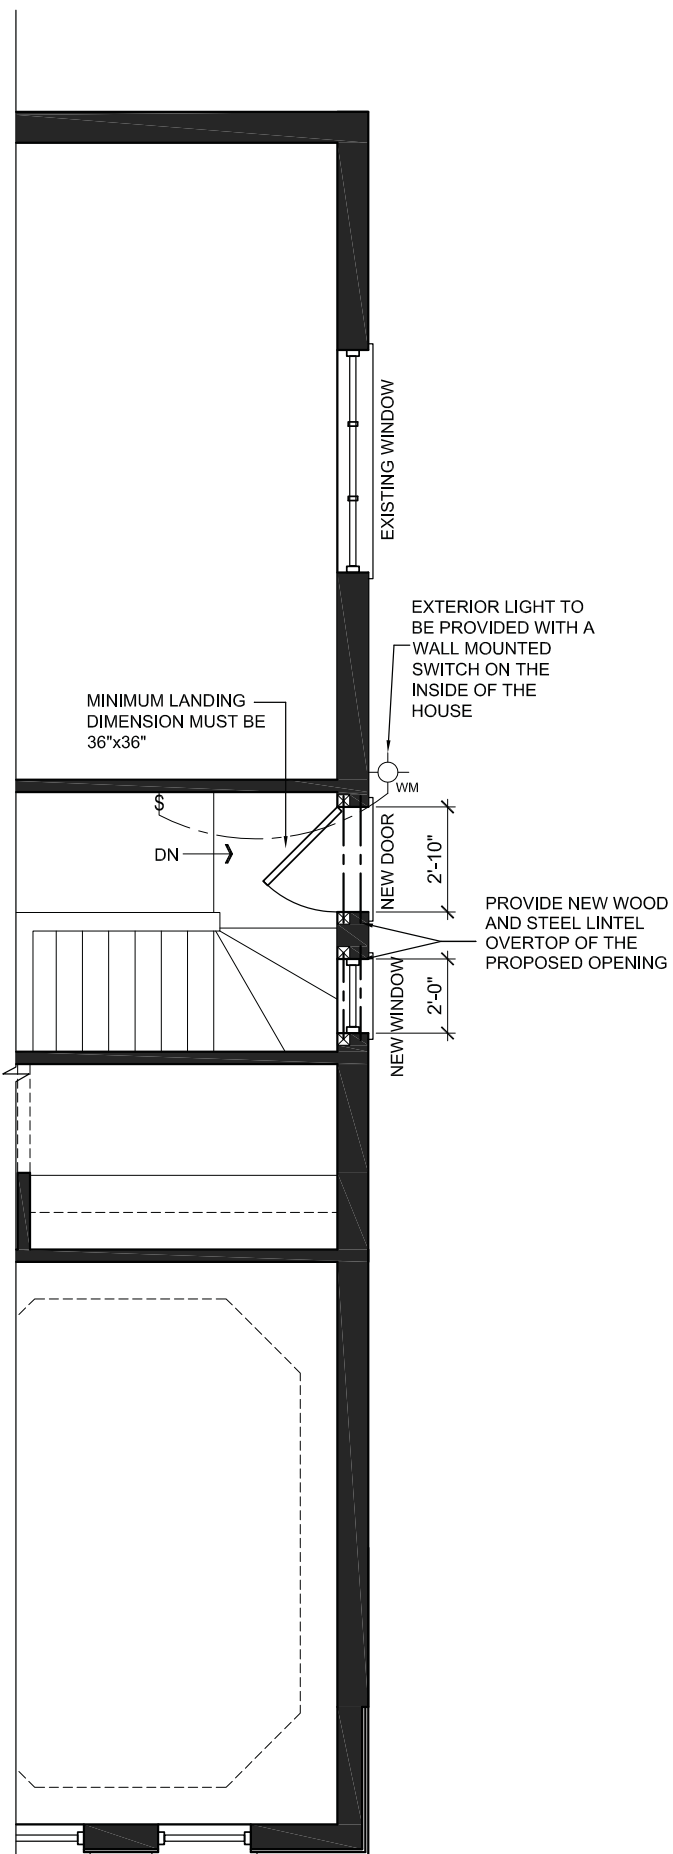 EXISTING WINDOW
EXTERIOR LIGHT TO
BE PROVIDED WITH A
WALL MOUNTED
SWITCH ON THE
INSIDE OF THE
HOUSE
MINIMUM LANDING
DIMENSION MUST BE
36"x36"
WM
$
DN
NEW DOOR
2'-10"
PROVIDE NEW WOOD
AND STEEL LINTEL
OVERTOP OF THE
PROPOSED OPENING
NEW WINDOW
2'-0"